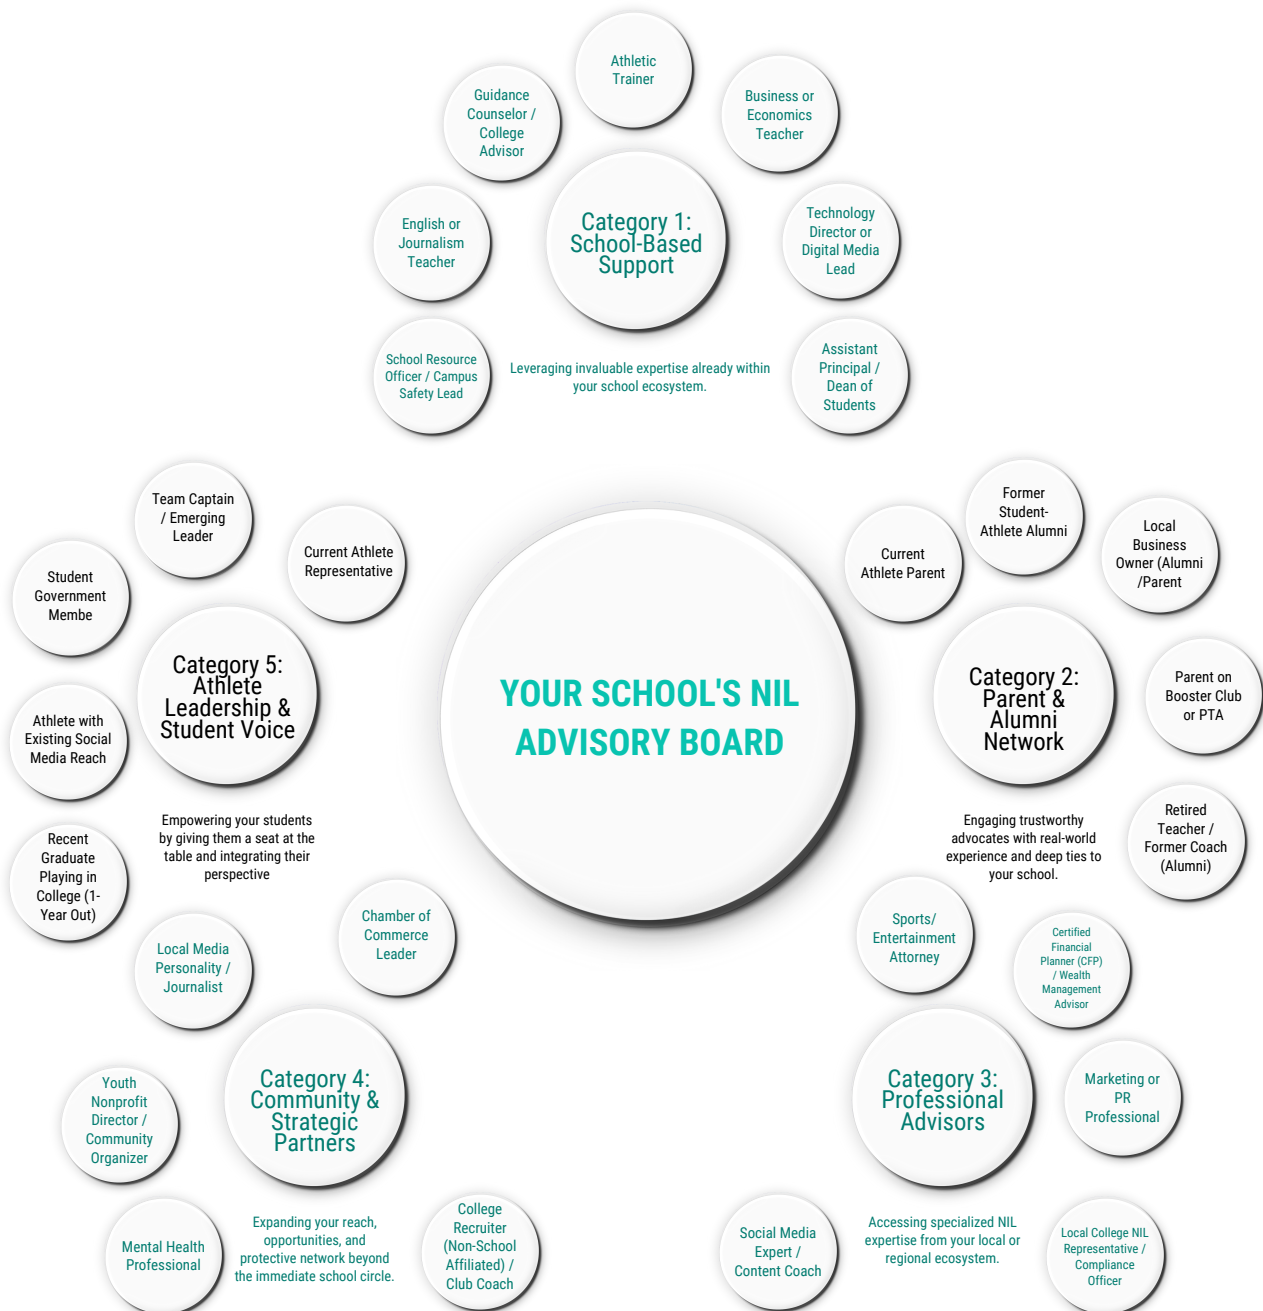 Athletic
Trainer
Guidance
Counselor /
College
Advisor
Business or
Economics
Teacher
English or
Journalism
Teacher
Category 1:
School-Based
Support
Technology
Director or
Digital Media
Lead
School Resource
Officer / Campus
Safety Lead
Leveraging invaluable expertise already within
your school ecosystem.
Assistant
Principal /
Dean of
Students
Team Captain
/ Emerging
Leader
Current Athlete
Representative
Student
Government
Membe
Category 5:
Athlete
Leadership &
Student Voice
Athlete with
Existing Social
Media Reach
Empowering your students
by giving them a seat at the
table and integrating their
perspective
Recent
Graduate
Playing in
College (1-
Year Out)
YOUR SCHOOL'S NIL
ADVISORY BOARD
Former
Student-
Athlete Alumni
Current
Athlete Parent
Local
Business
Owner (Alumni
/Parent
Category 2:
Parent &
Alumni
Network
Parent on
Booster Club
or PTA
Engaging trustworthy
advocates with real-world
experience and deep ties to
your school.
Retired
Teacher /
Former Coach
(Alumni)
Local Media
Personality /
Journalist
Chamber of
Commerce
Leader
Category 4:
Community &
Strategic
Partners
Youth
Nonprofit
Director /
Community
Organizer
Mental Health
Professional
Expanding your reach,
opportunities, and
protective network beyond
the immediate school circle.
College
Recruiter
(Non-School
Affiliated) /
Club Coach
Sports/
Entertainment
Attorney
Certified
Financial
Planner (CFP)
/ Wealth
Management
Advisor
Category 3:
Professional
Advisors
Marketing or
PR
Professional
Social Media
Expert /
Content Coach
Accessing specialized NIL
expertise from your local or
regional ecosystem.
Local College NIL
Representative /
Compliance
Officer